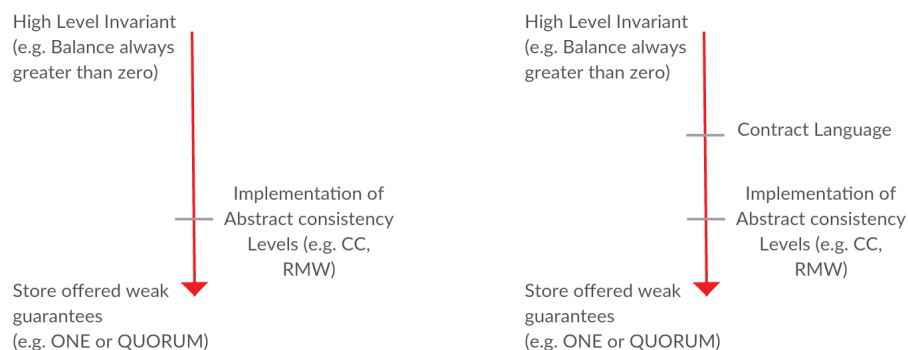 High Level Invariant
(e.g. Balance always
greater than zero)
Implementation of
Abstract consistency
Levels (e.g. CC,
RMW)
Store offered weak
guarantees
(e.g. ONE or QUORUM)
High Level Invariant
(e.g. Balance always
greater than zero)
Contract Language
Implementation of
Abstract consistency
Levels (e.g. CC,
RMW)
Store offered weak
guarantees
(e.g. ONE or QUORUM)